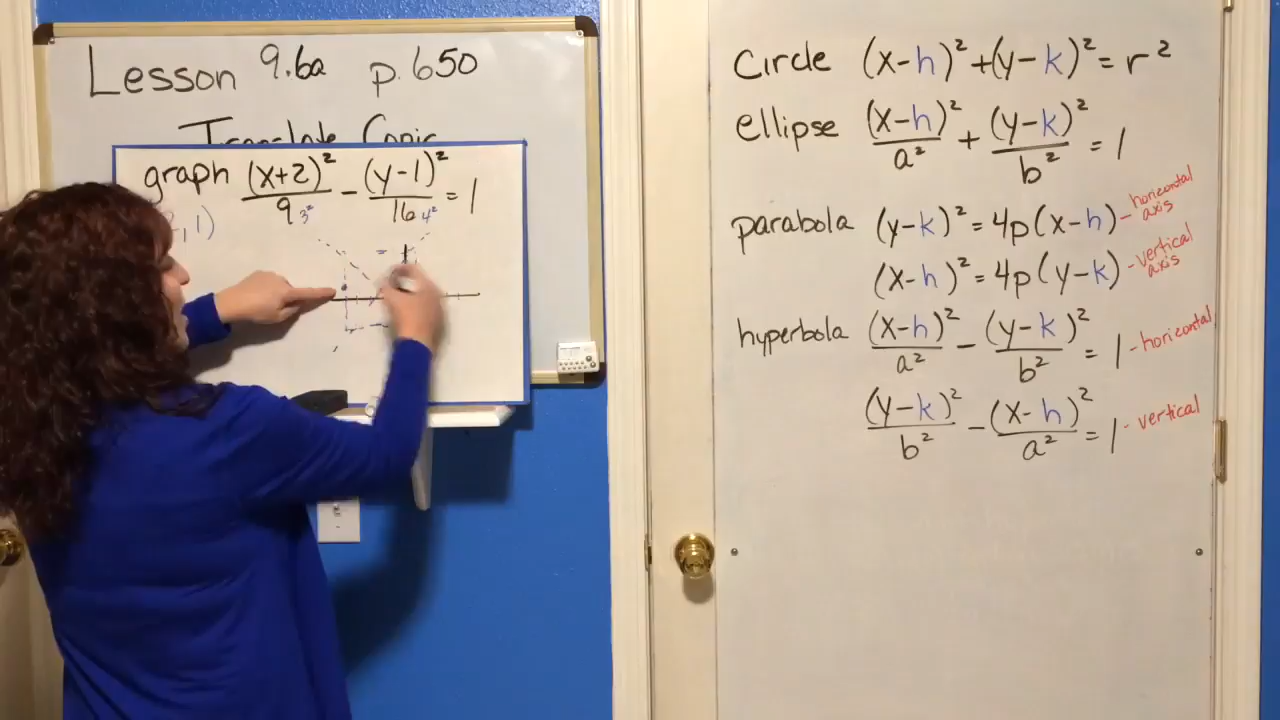 Lesson 9.6a p.650
Translate Conic
graph (x+2)²/9 - (y-1)²/16 = 1
3² 4²
, 1)
Circle (x-h)² + (y-k)² = r²
ellipse (x-h)²/a² + (y-k)²/b² = 1
parabola (y-k)² = 4p(x-h) - horizontal axis
(x-h)² = 4p(y-k) - vertical axis
hyperbola (x-h)²/a² - (y-k)²/b² = 1 - horizontal
(y-k)²/b² - (x-h)²/a² = 1 - vertical